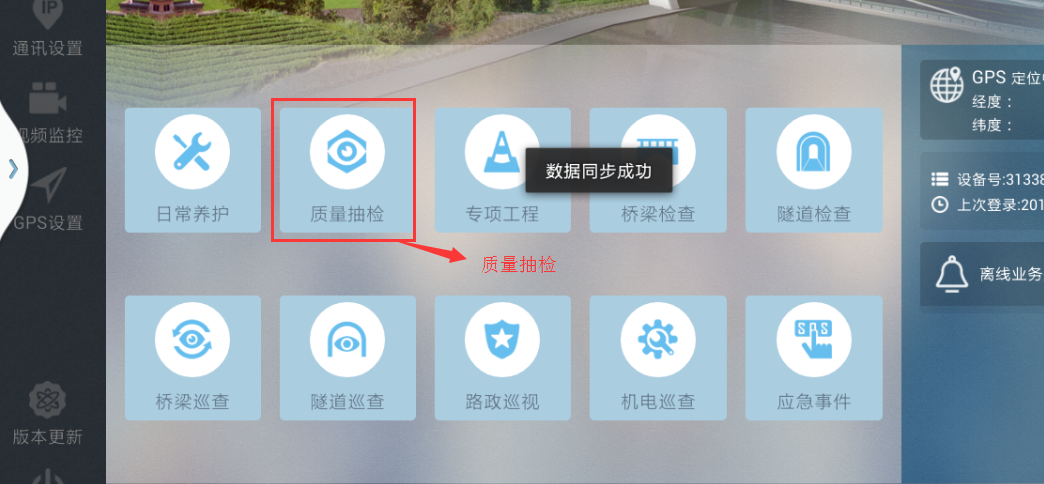 IP
通讯设置
视频监控
GPS设置
版本更新
日常养护
质量抽检
专项工程
桥梁检查
隧道检查
数据同步成功
质量抽检
桥梁巡查
隧道巡查
路政巡视
机电巡查
SOS
应急事件
GPS 定位中
经度：
纬度：
设备号:31338
上次登录:201
离线业务